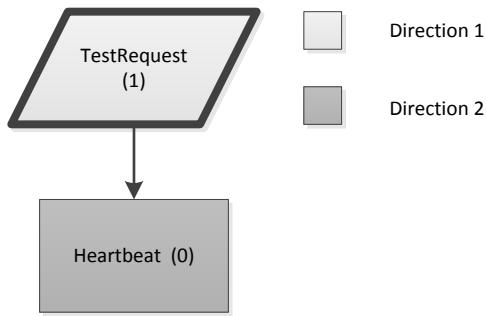 TestRequest
(1)
Direction 1
Direction 2
Heartbeat (0)